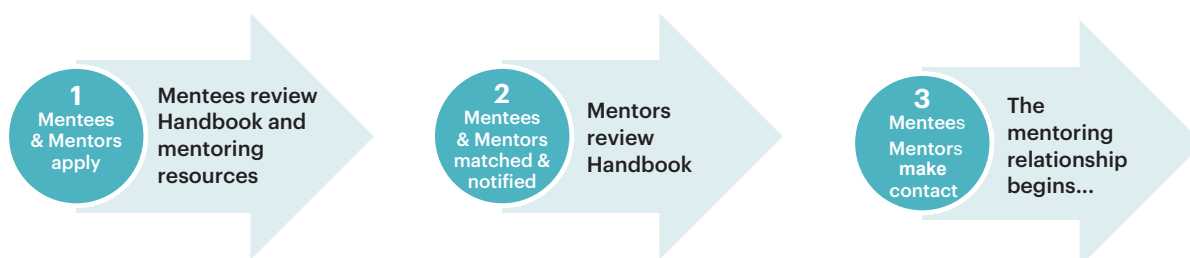 1
Mentees
& Mentors
apply
Mentees review
Handbook and
mentoring
resources
2
Mentees
& Mentors
matched &
notified
Mentors
review
Handbook
3
Mentees
Mentors
make
contact
The
mentoring
relationship
begins...